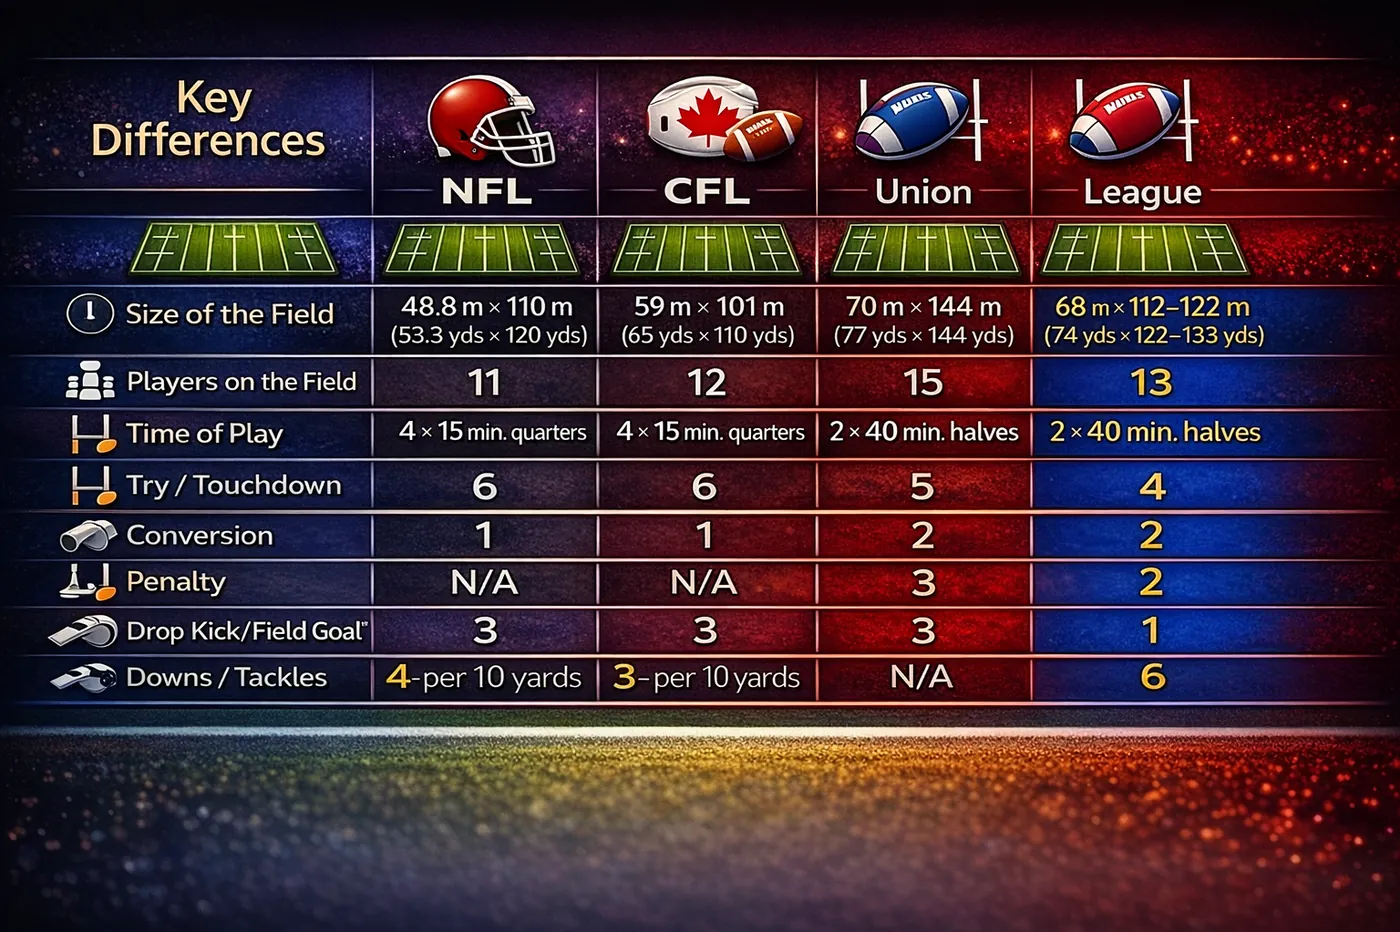 Key
Differences
NFL
CFL
Union
League
Size of the Field
48.8 m × 110 m
(53.3 yds × 120 yds)
59 m × 101 m
(65 yds × 110 yds)
70 m × 144 m
(77 yds × 144 yds)
68 m × 112–122 m
(74 yds × 122–133 yds)
Players on the Field
11
12
15
13
Time of Play
4 × 15 min. quarters
4 × 15 min. quarters
2 × 40 min. halves
2 × 40 min. halves
Try / Touchdown
6
6
5
4
Conversion
1
1
2
2
Penalty
N/A
N/A
3
2
Drop Kick/Field Goal"
3
3
3
1
Downs / Tackles
4-per 10 yards
3-per 10 yards
N/A
6